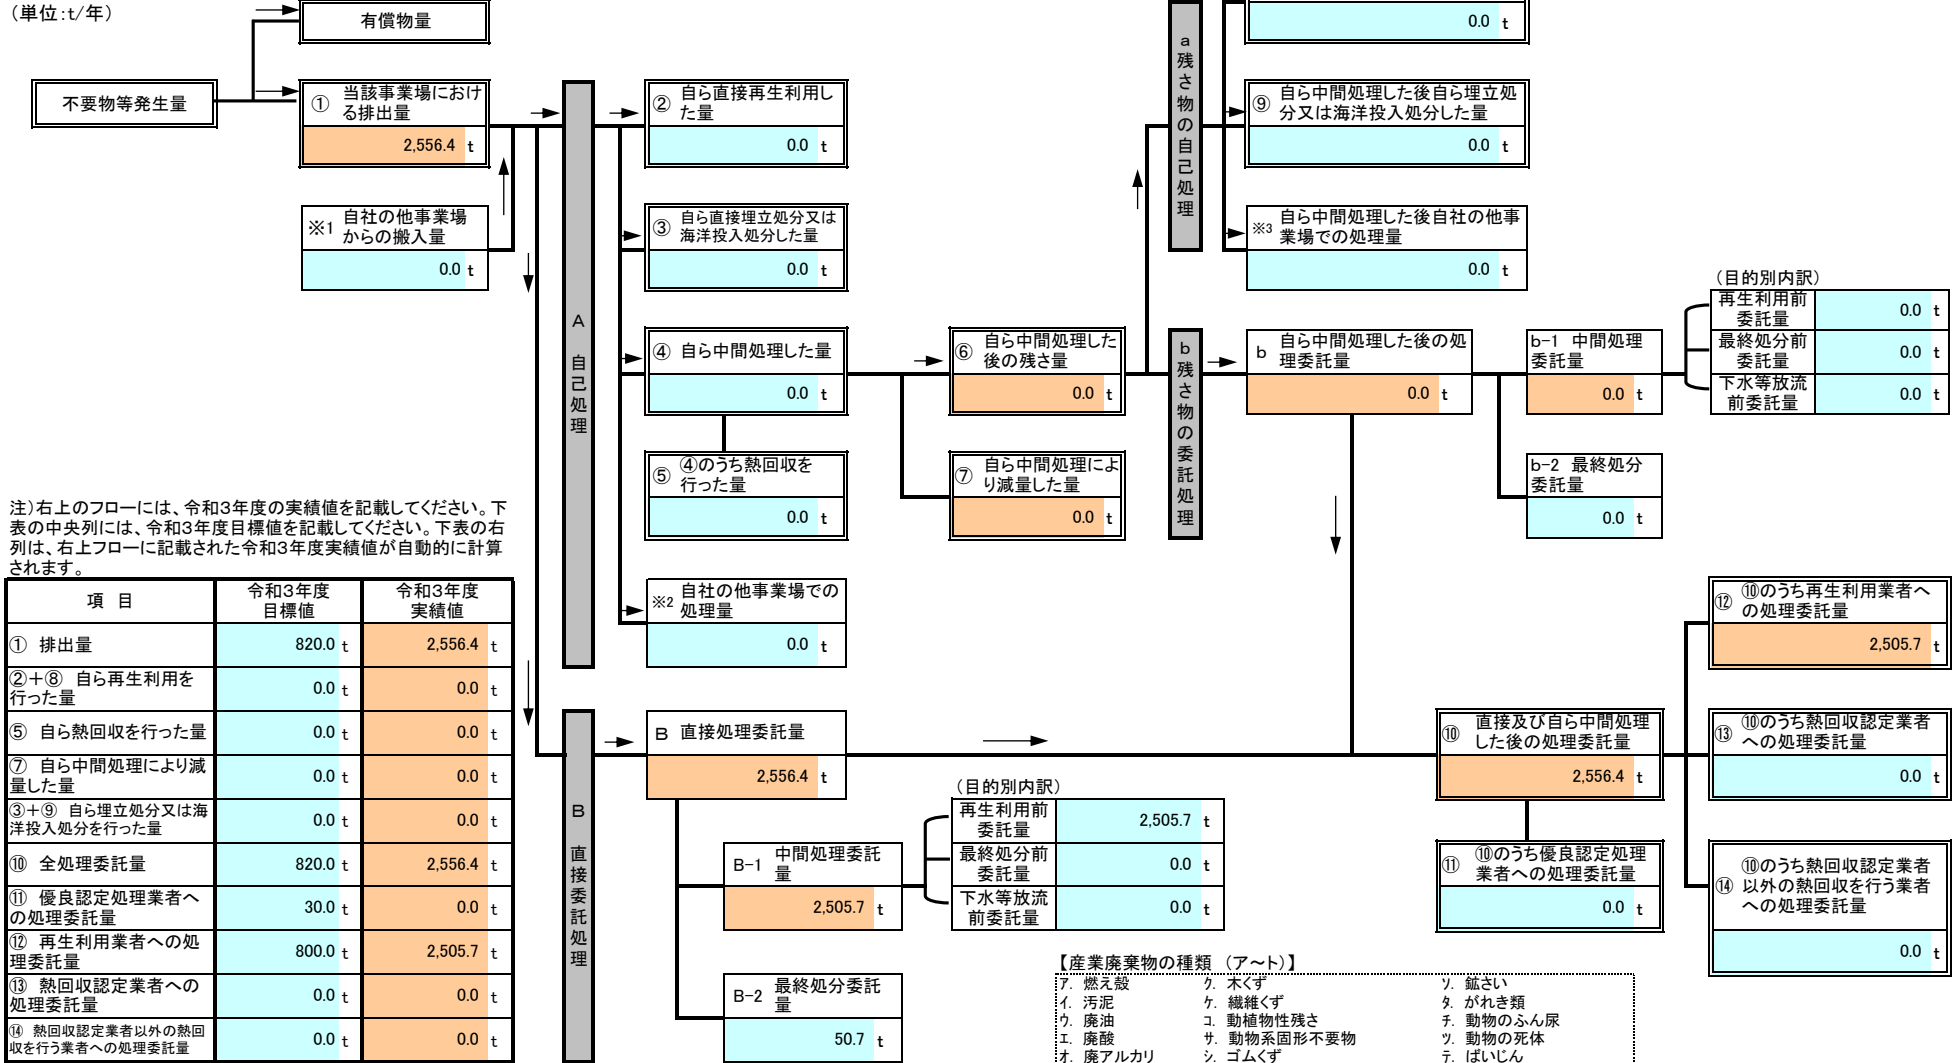 （単位：t/年）
有償物量
0.0 t
不要物等発生量
① 当該事業場におけ
る排出量
2,556.4 t
② 自ら直接再生利用し
た量
0.0 t
a 残さ物の自己処理
⑨ 自ら中間処理した後自ら埋立処
分又は海洋投入処分した量
0.0 t
※1 自社の他事業場
からの搬入量
0.0 t
③ 自ら直接埋立処分又は
海洋投入処分した量
0.0 t
※3 自ら中間処理した後自社の他事
業場での処理量
0.0 t
A 自己処理
④ 自ら中間処理した量
0.0 t
⑥ 自ら中間処理した
後の残さ量
0.0 t
b 残さ物の委託処理
b 自ら中間処理した後の処
理委託量
0.0 t
b-1 中間処理
委託量
0.0 t
（目的別内訳）
再生利用前
委託量
0.0 t
最終処分前
委託量
0.0 t
下水等放流
前委託量
0.0 t
⑤ ④のうち熱回収を
行った量
0.0 t
⑦ 自ら中間処理によ
り減量した量
0.0 t
b-2 最終処分
委託量
0.0 t
注）右上のフローには、令和3年度の実績値を記載してください。下
表の中央列には、令和3年度目標値を記載してください。下表の右
列は、右上フローに記載された令和3年度実績値が自動的に計算
されます。
項 目
令和3年度
目標値
令和3年度
実績値
① 排出量
820.0 t
2,556.4 t
②＋⑧ 自ら再生利用を
行った量
0.0 t
0.0 t
⑤ 自ら熱回収を行った量
0.0 t
0.0 t
⑦ 自ら中間処理により減
量した量
0.0 t
0.0 t
③＋⑨ 自ら埋立処分又は海
洋投入処分を行った量
0.0 t
0.0 t
⑩ 全処理委託量
820.0 t
2,556.4 t
⑪ 優良認定処理業者へ
の処理委託量
30.0 t
0.0 t
⑫ 再生利用業者への処
理委託量
800.0 t
2,505.7 t
⑬ 熱回収認定業者への
処理委託量
0.0 t
0.0 t
⑭ 熱回収認定業者以外の熱回
収を行う業者への処理委託量
0.0 t
0.0 t
※2 自社の他事業場での
処理量
0.0 t
B 直接委託処理
B 直接処理委託量
2,556.4 t
B-1 中間処理委託
量
2,505.7 t
（目的別内訳）
再生利用前
委託量
2,505.7 t
最終処分前
委託量
0.0 t
下水等放流
前委託量
0.0 t
B-2 最終処分委託
量
50.7 t
⑩ 直接及び自ら中間処理
した後の処理委託量
2,556.4 t
⑪ ⑩のうち優良認定処理
業者への処理委託量
0.0 t
⑫ ⑩のうち再生利用業者へ
の処理委託量
2,505.7 t
⑬ ⑩のうち熱回収認定業者
への処理委託量
0.0 t
⑭ ⑩のうち熱回収認定業者
以外の熱回収を行う業者
への処理委託量
0.0 t
【産業廃棄物の種類 （ア～ト）】
ア. 燃え殻
イ. 汚泥
ウ. 廃油
エ. 廃酸
オ. 廃アルカリ
ク. 木くず
ケ. 繊維くず
コ. 動植物性残さ
サ. 動物系固形不要物
シ. ゴムくず
ソ. 鉱さい
タ. がれき類
チ. 動物のふん尿
ツ. 動物の死体
テ. ばいじん